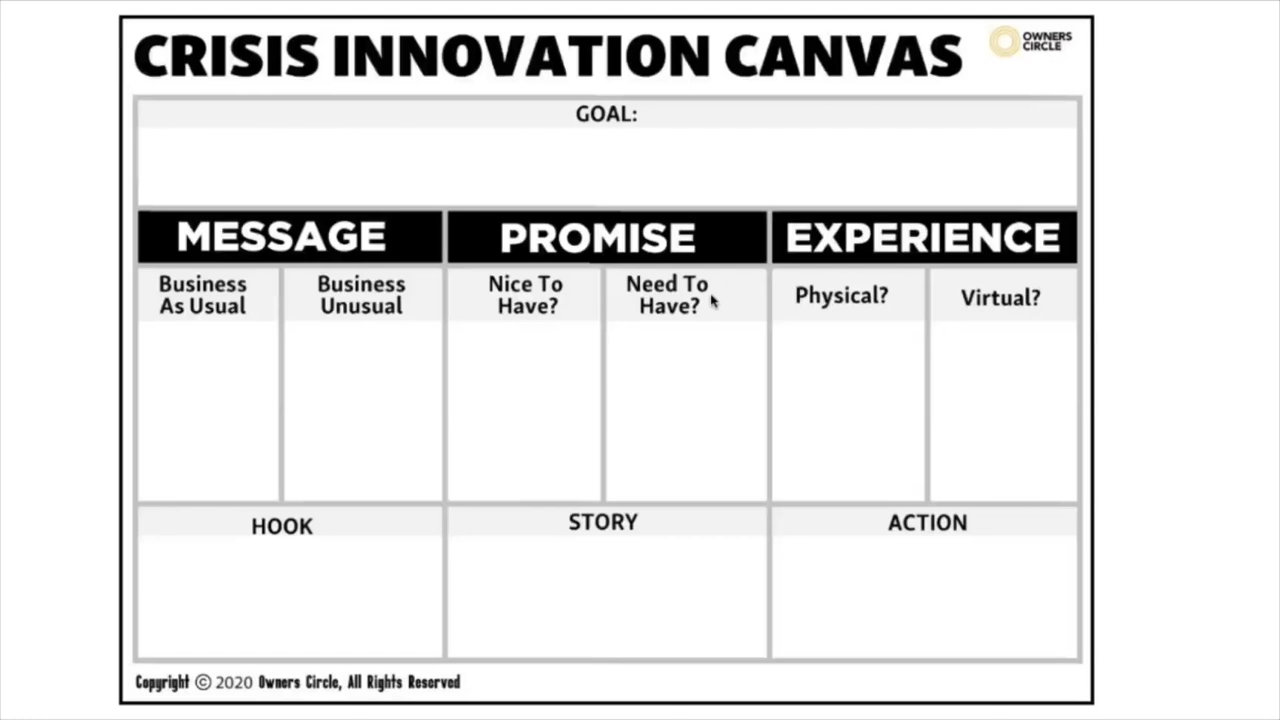 CRISIS INNOVATION CANVAS
OWNERS
CIRCLE
GOAL:
MESSAGE
PROMISE
EXPERIENCE
Business
As Usual
Business
Unusual
Nice To
Have?
Need To
Have?
Physical?
Virtual?
HOOK
STORY
ACTION
Copyright © 2020 Owners Circle, All Rights Reserved